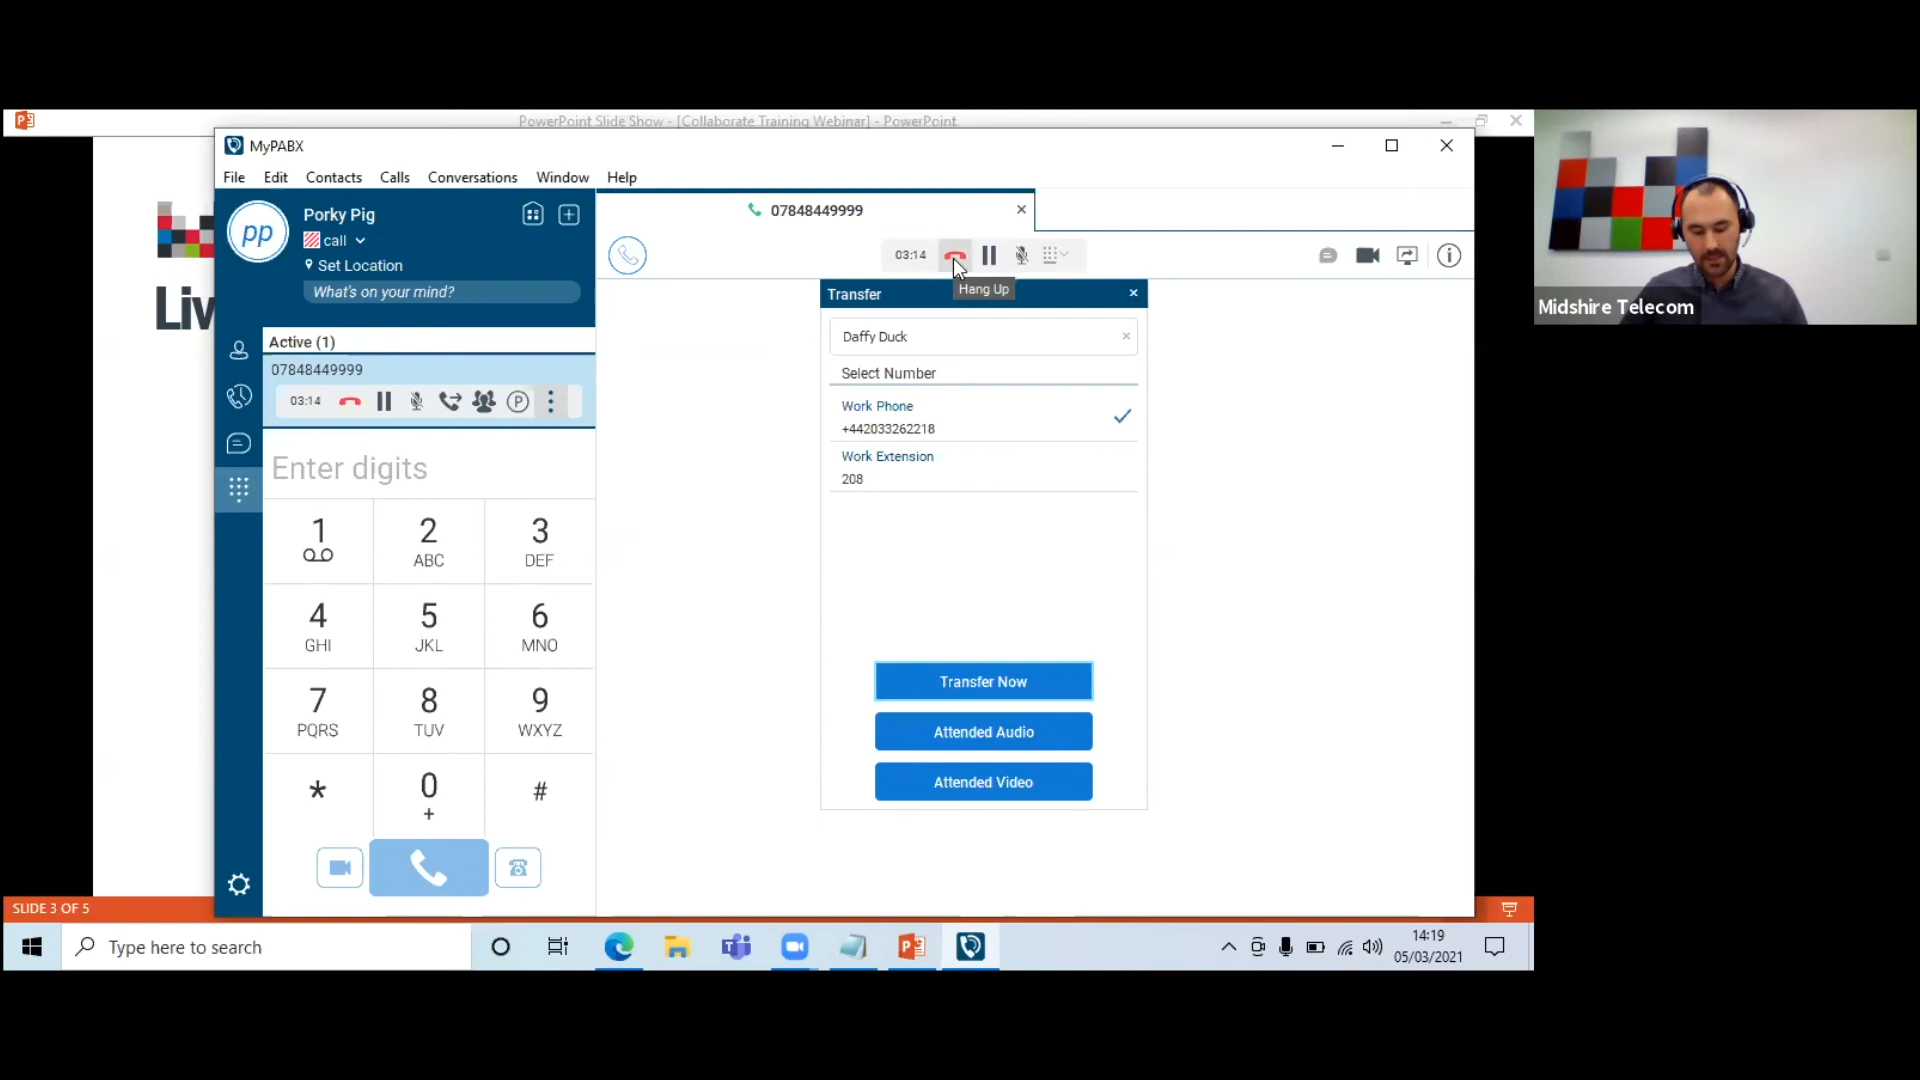 PowerPoint Slide Show - [Collaborate Training Webinar] - PowerPoint
MyPABX
File Edit Contacts Calls Conversations Window Help
pp
Porky Pig
call
Set Location
What's on your mind?
Liv
Active (1)
07848449999
03:14
P
Enter digits
1
2 ABC
3 DEF
4 GHI
5 JKL
6 MNO
7 PQRS
8 TUV
9 WXYZ
*
0 +
#
07848449999
03:14
Hang Up
Transfer
Daffy Duck
Select Number
Work Phone
+442033262218
Work Extension
208
Transfer Now
Attended Audio
Attended Video
Midshire Telecom
SLIDE 3 OF 5
Type here to search
14:19
05/03/2021